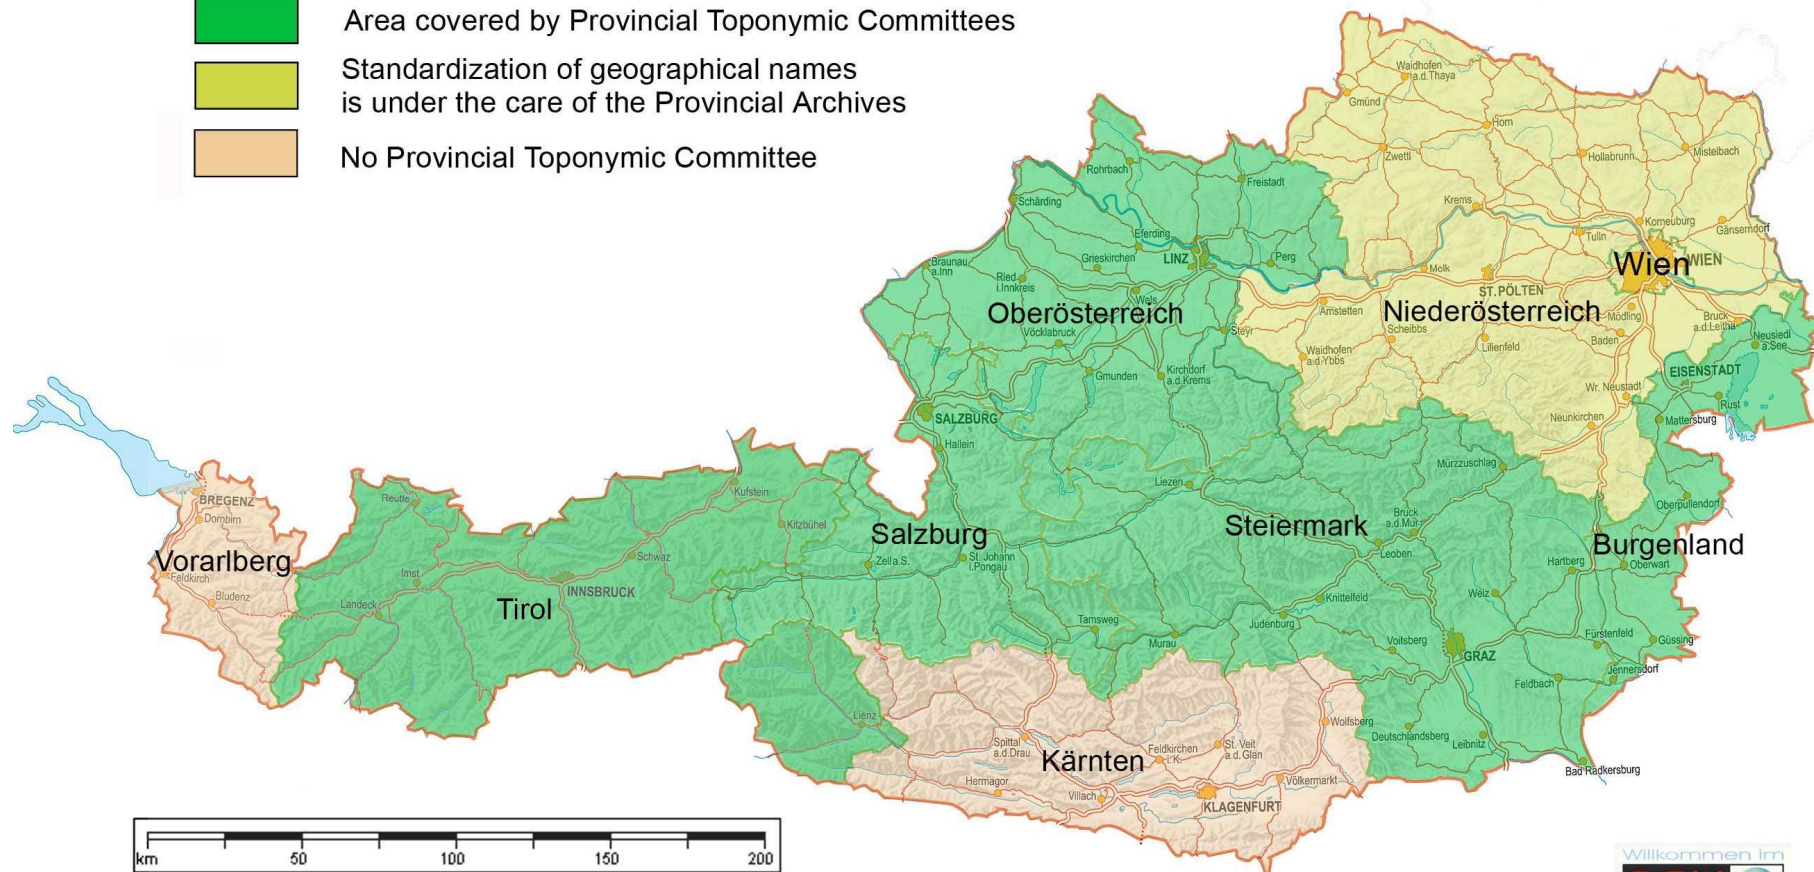 Area covered by Provincial Toponymic Committees
Standardization of geographical names
is under the care of the Provincial Archives
No Provincial Toponymic Committee
Waidhofen
a.d.Thaya
Gmünd
Horn
Zwettl
Hollabrunn
Mistelbach
Rohrbach
Freistadt
Schärding
Krems
Korneuburg
Gänserndorf
Tulln
Eferding
Grieskirchen
LINZ
Perg
Braunau
a.Inn
Ried
i.Innkreis
Melk
Wien
WIEN
ST.PÖLTEN
Wels
Oberösterreich
Amstetten
Niederösterreich
Mödling
Bruck
a.d.Leitha
Vöcklabruck
Steyr
Scheibbs
Lilienfeld
Baden
Neusiedl
a.See
Waidhofen
a.d.Ybbs
Gmunden
Kirchdorf
a.d.Krems
EISENSTADT
Wr. Neustadt
Rust
SALZBURG
Neunkirchen
Mattersburg
Hallein
Mürzzuschlag
Liezen
Kufstein
Reutte
BREGENZ
Dornbirn
Oberpullendorf
Kitzbühel
Salzburg
Steiermark
Bruck
a.d.Mur
Leoben
Burgenland
Vorarlberg
Schwaz
St. Johann
i.Pongau
Zell a.S.
Hartberg
Oberwart
Feldkirch
Imst
INNSBRUCK
Bludenz
Landeck
Tirol
Knittelfeld
Weiz
Tamsweg
Judenburg
Murau
Voitsberg
Fürstenfeld
Güssing
GRAZ
Jennersdorf
Feldbach
Lienz
Wolfsberg
Deutschlandsberg
Leibnitz
Spittal
a.d.Drau
Kärnten
Feldkirchen
i.K.
St. Veit
a.d.Glan
Bad Radkersburg
Hermagor
Villach
Völkermarkt
KLAGENFURT
km 50 100 150 200
Willkommen im